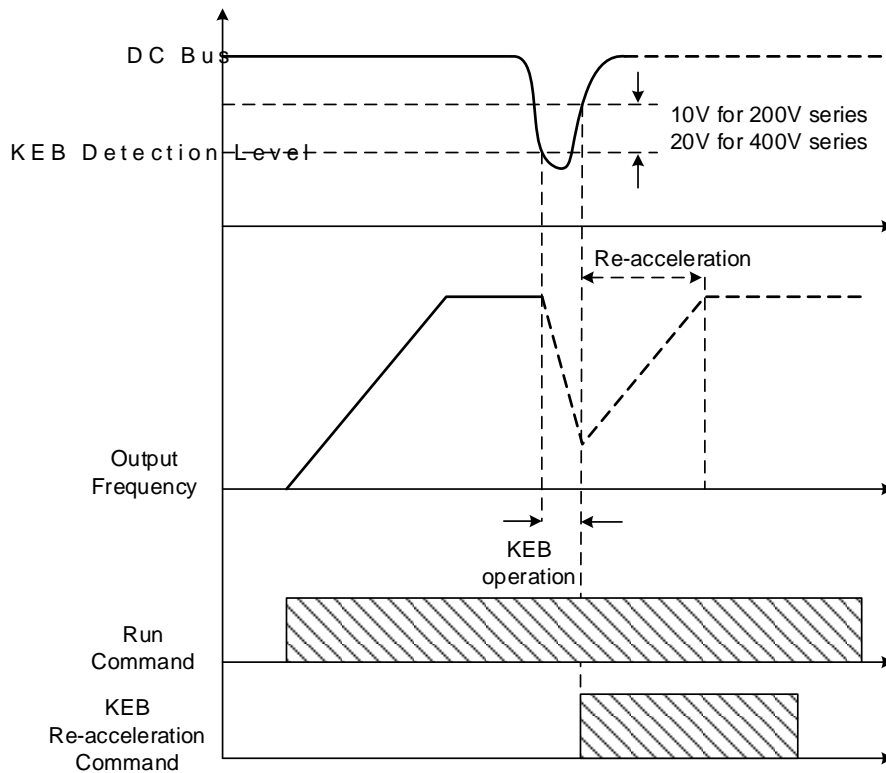 DC Bus
10V for 200V series
20V for 400V series
KEB Detection Level
Re-acceleration
Output
Frequency
KEB
operation
Run
Command
KEB
Re-acceleration
Command